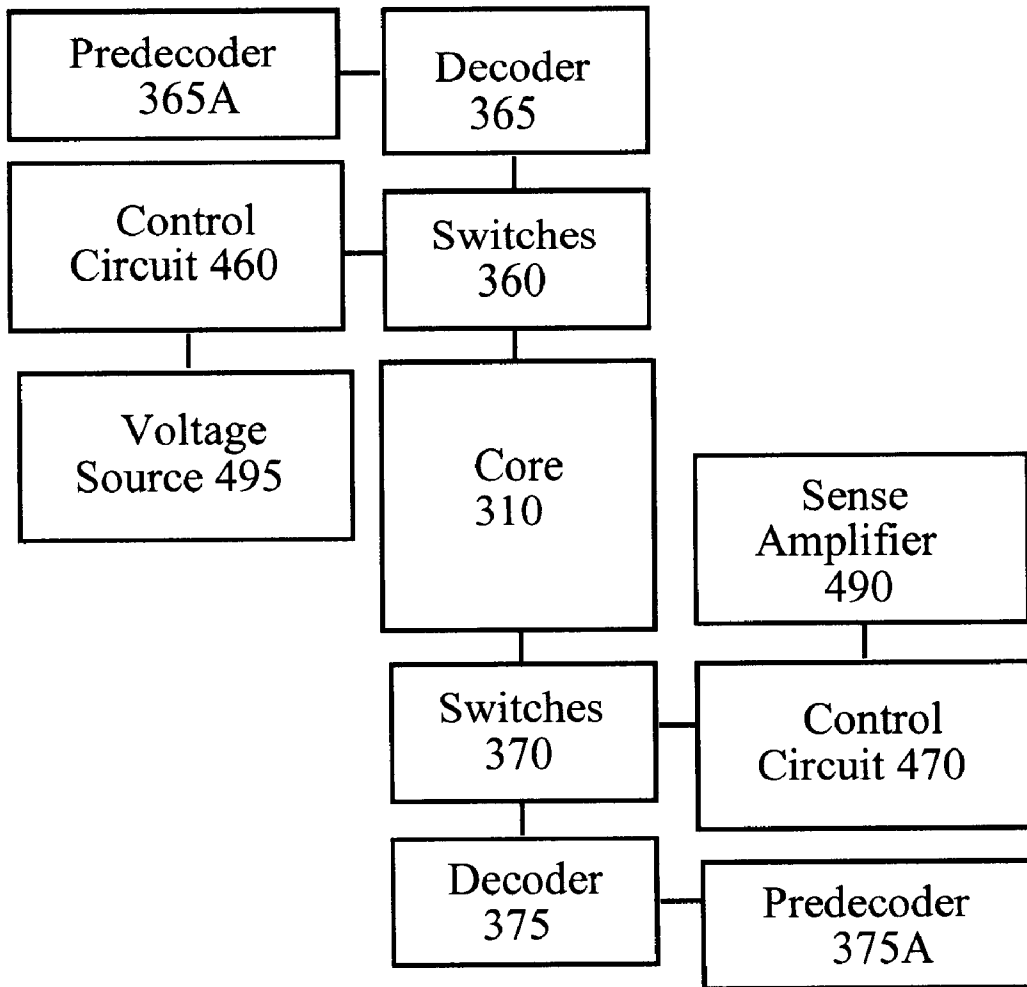 Predecoder
365A
Decoder
365
Control
Circuit 460
Switches
360
Voltage
Source 495
Core
310
Sense
Amplifier
490
Switches
370
Control
Circuit 470
Decoder
375
Predecoder
375A